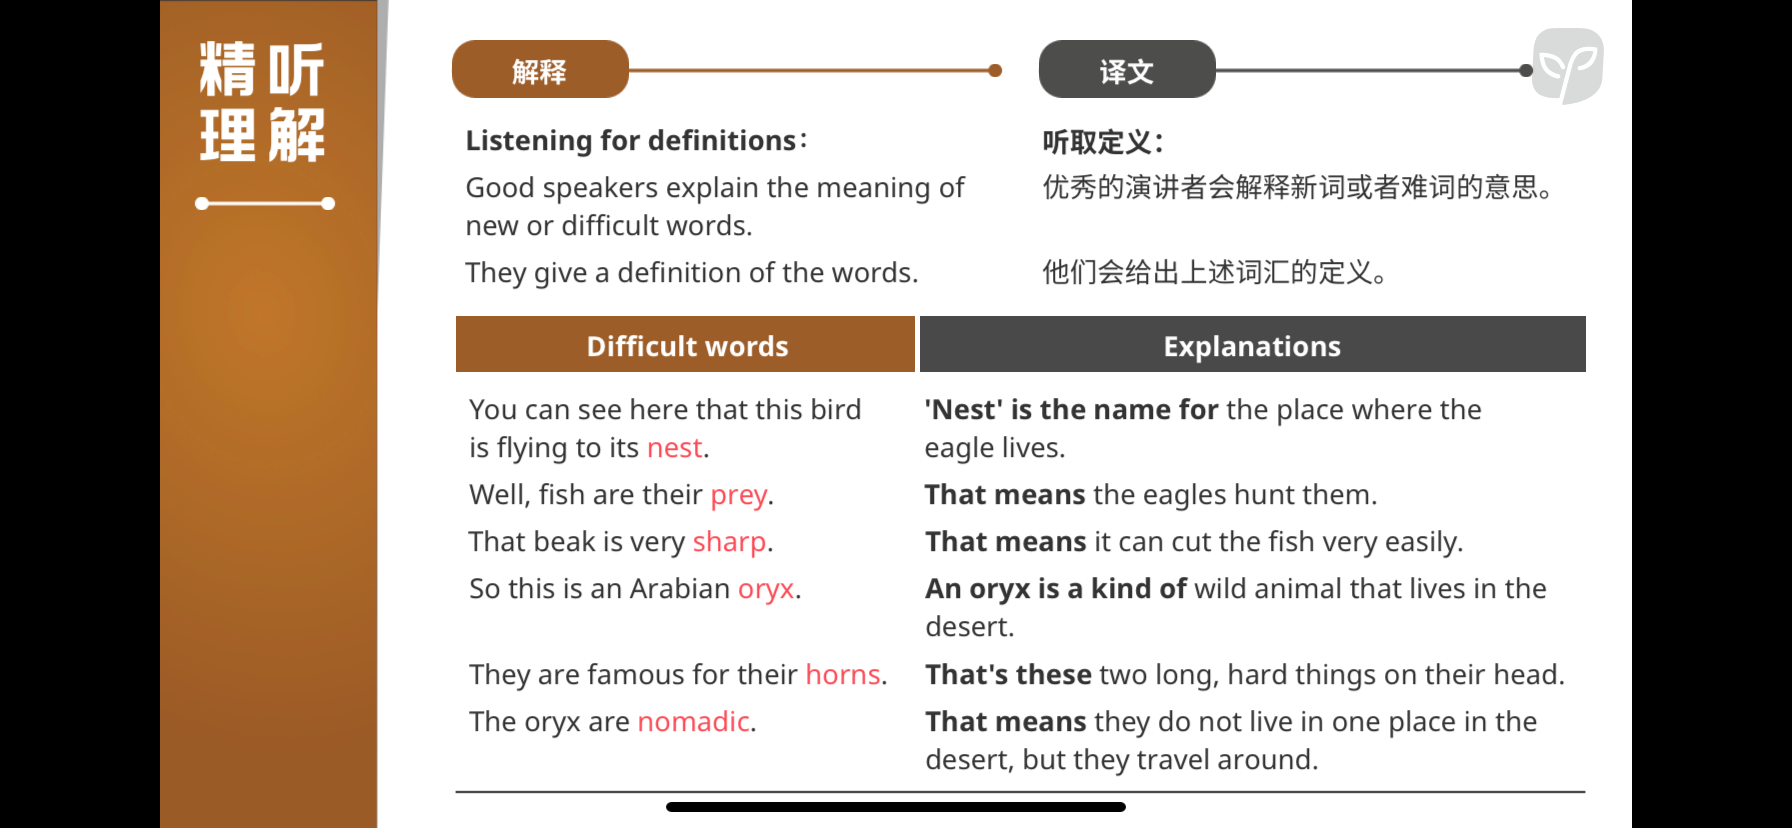 精听
理解
解释
译文
Listening for definitions：
听取定义：
Good speakers explain the meaning of
new or difficult words.
优秀的演讲者会解释新词或者难词的意思。
They give a definition of the words.
他们会给出上述词汇的定义。
Difficult words
Explanations
You can see here that this bird
is flying to its nest.
'Nest' is the name for the place where the
eagle lives.
Well, fish are their prey.
That means the eagles hunt them.
That beak is very sharp.
That means it can cut the fish very easily.
So this is an Arabian oryx.
An oryx is a kind of wild animal that lives in the
desert.
They are famous for their horns.
That's these two long, hard things on their head.
The oryx are nomadic.
That means they do not live in one place in the
desert, but they travel around.